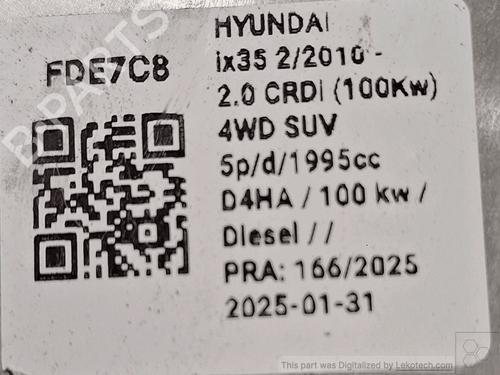 HYUNDAI
FDE7C8
ix35 2/2010 -
2.0 CRDi (100Kw)
4WD SUV
5p/d/1995cc
D4HA / 100 kw /
Diesel / /
PRA: 166/2025
2025-01-31
BPARTS
This part was Digitalized by Lekotech.com